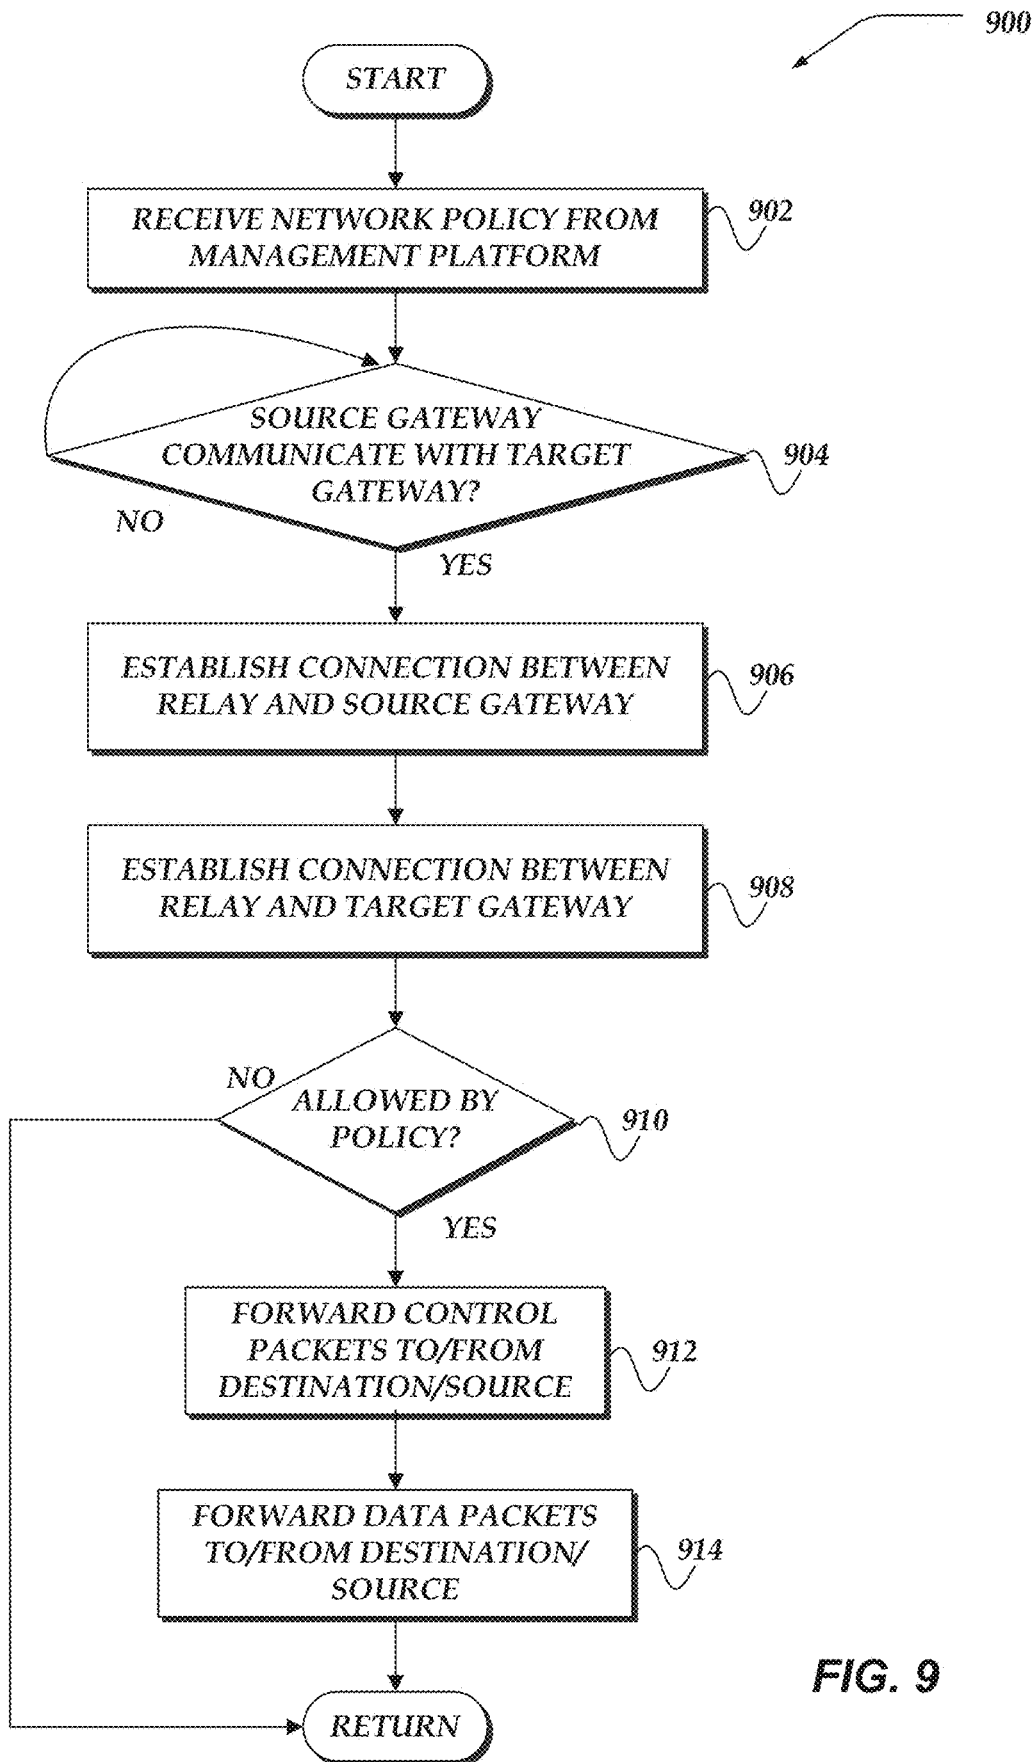 900
START
RECEIVE NETWORK POLICY FROM
MANAGEMENT PLATFORM
902
SOURCE GATEWAY
COMMUNICATE WITH TARGET
GATEWAY?
904
NO
YES
ESTABLISH CONNECTION BETWEEN
RELAY AND SOURCE GATEWAY
906
ESTABLISH CONNECTION BETWEEN
RELAY AND TARGET GATEWAY
908
NO
ALLOWED BY
POLICY?
910
YES
FORWARD CONTROL
PACKETS TO/FROM
DESTINATION/SOURCE
912
FORWARD DATA PACKETS
TO/FROM DESTINATION/
SOURCE
914
FIG. 9
RETURN